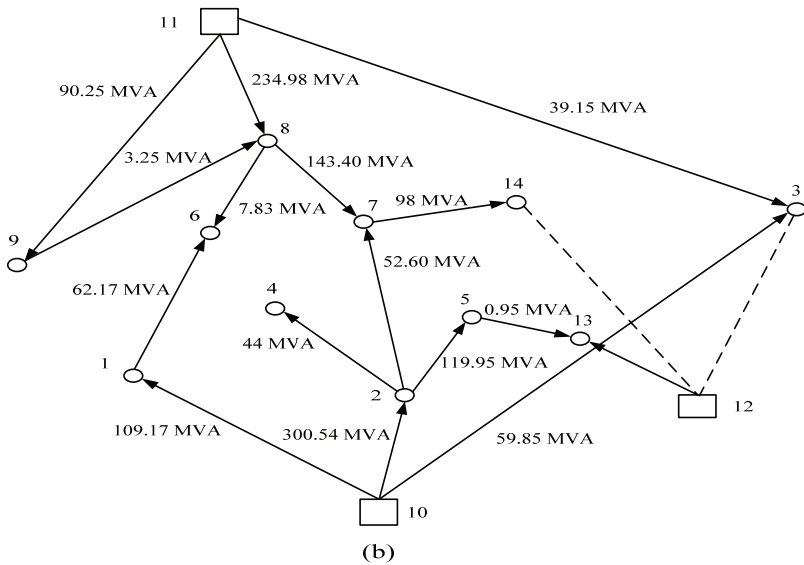 11
90.25 MVA
234.98 MVA
39.15 MVA
8
3.25 MVA
143.40 MVA
14
3
7
98 MVA
6
7.83 MVA
9
52.60 MVA
62.17 MVA
4
5
0.95 MVA
13
44 MVA
119.95 MVA
1
2
12
109.17 MVA
300.54 MVA
59.85 MVA
10
(b)